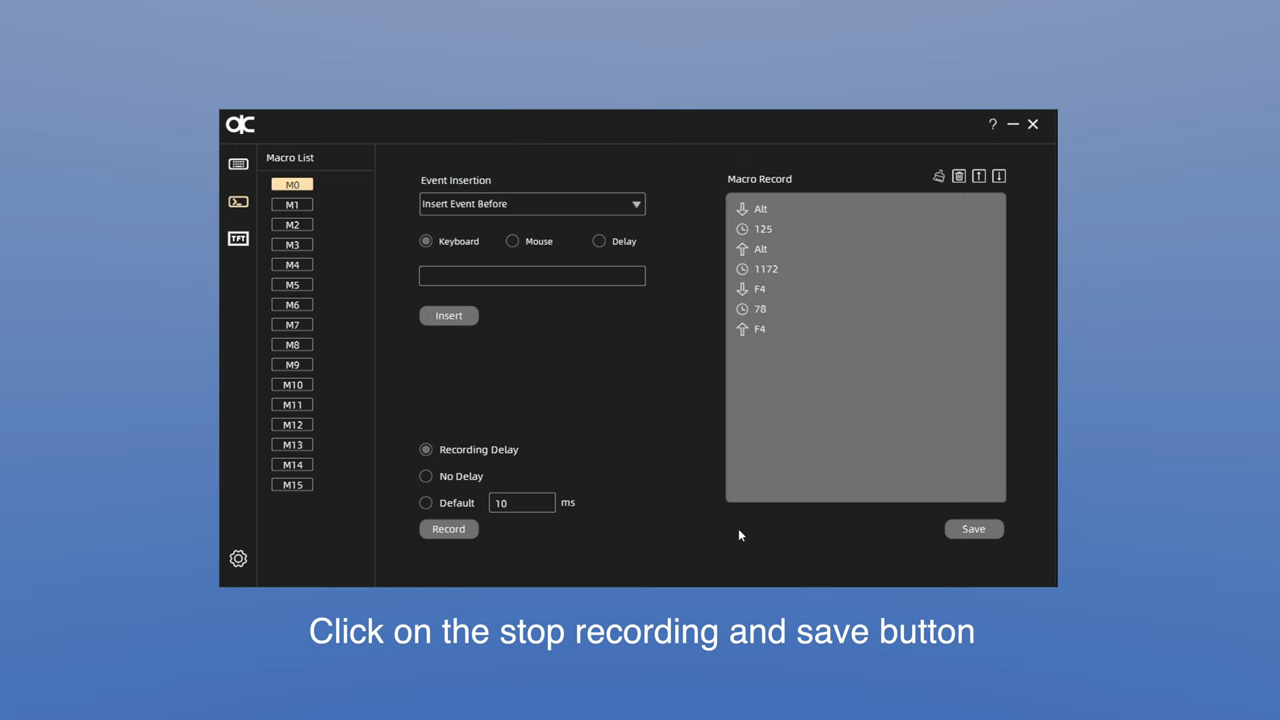 ?
Macro List
M0
M1
M2
M3
M4
M5
M6
M7
M8
M9
M10
M11
M12
M13
M14
M15
TFT
Event Insertion
Insert Event Before
Keyboard Mouse Delay
Insert
Recording Delay
No Delay
Default 10 ms
Record
Macro Record
Alt
125
Alt
1172
F4
78
F4
Save
Click on the stop recording and save button